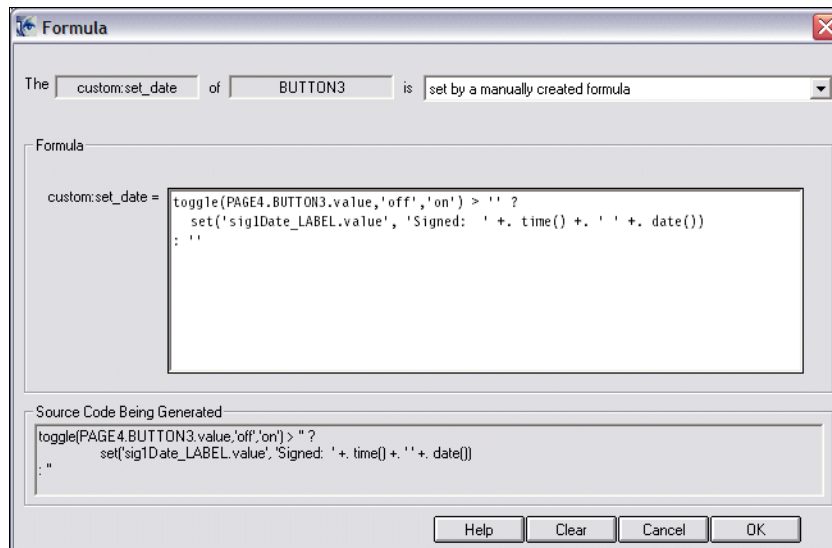 Formula
The custom:set_date of BUTTON3 is set by a manually created formula
Formula
custom:set_date =
toggle(PAGE4.BUTTON3.value,'off','on') > '' ?
set('sig1Date_LABEL.value', 'Signed:  ' +. time() +. ' ' +. date())
: ''
Source Code Being Generated
toggle(PAGE4.BUTTON3.value,'off','on') > '' ?
set('sig1Date_LABEL.value', 'Signed:  ' +. time() +. ' ' +. date())
: ''
Help Clear Cancel OK